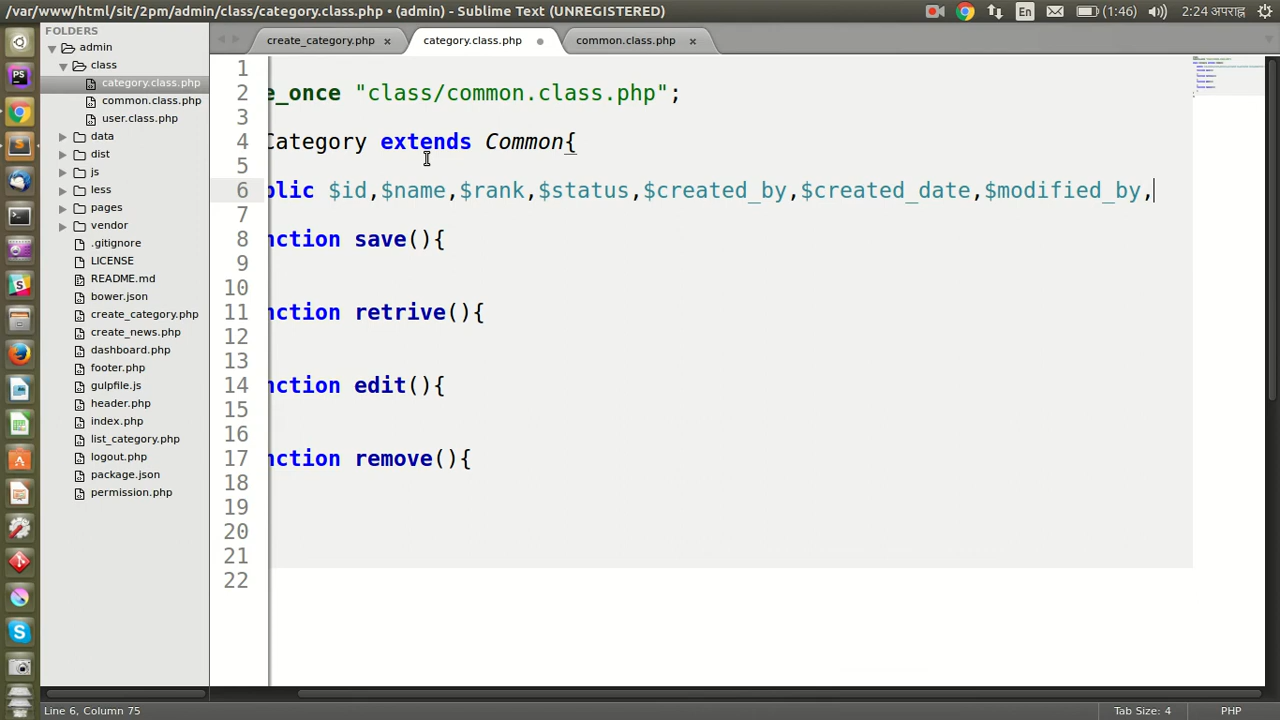 /var/www/html/sit/2pm/admin/class/category.class.php • (admin) - Sublime Text (UNREGISTERED)
En
(1:46)
2:24 अपराह्न
FOLDERS
admin
class
category.class.php
common.class.php
user.class.php
data
dist
js
less
pages
vendor
.gitignore
LICENSE
README.md
bower.json
create_category.php
create_news.php
dashboard.php
footer.php
gulpfile.js
header.php
index.php
list_category.php
logout.php
package.json
permission.php
create_category.php ×
category.class.php
common.class.php ×
1
2 e_once "class/common.class.php";
3
4 Category extends Common{
5
6 blic $id,$name,$rank,$status,$created_by,$created_date,$modified_by,
7
8 nction save(){
9
10
11 nction retrive(){
12
13
14 nction edit(){
15
16
17 nction remove(){
18
19
20
21
22
Line 6, Column 75
Tab Size: 4
PHP